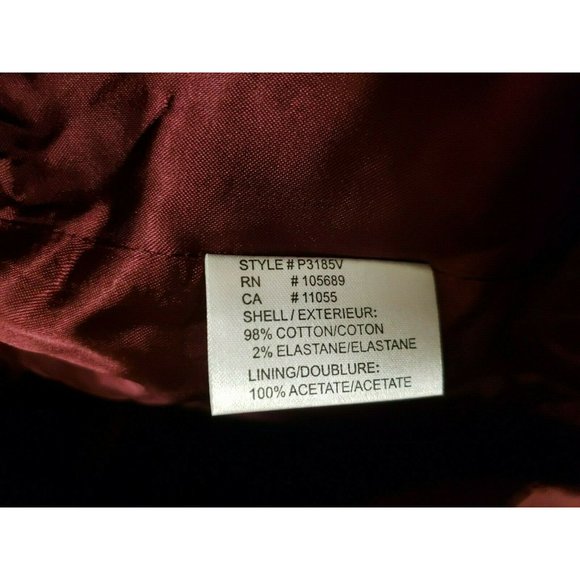 STYLE # P3185V
RN # 105689
CA # 11055
SHELL / EXTERIEUR:
98% COTTON/COTON
2% ELASTANE/ELASTANE
LINING/DOUBLURE:
100% ACETATE/ACETATE